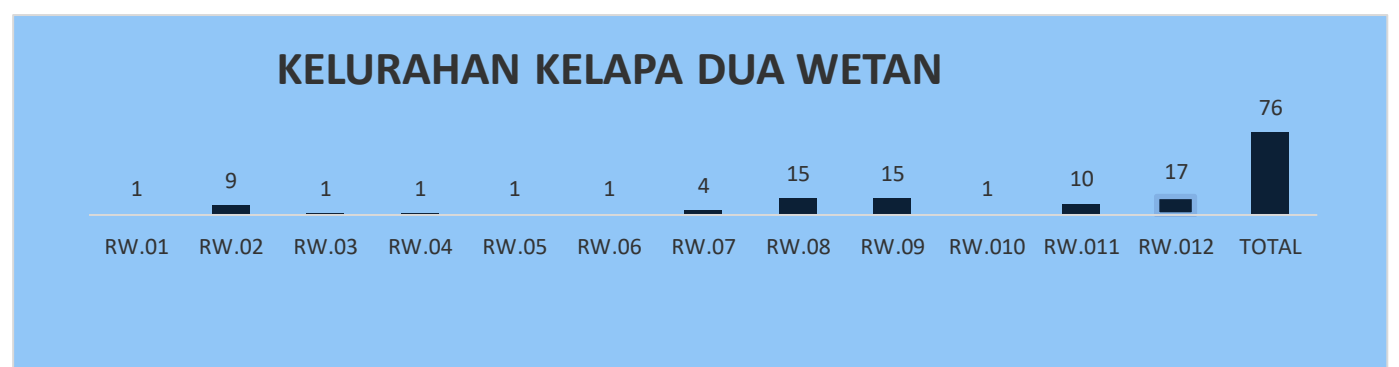 KELURAHAN KELAPA DUA WETAN
76
1 9 1 1 1 1 4 15 15 1 10 17
RW.01 RW.02 RW.03 RW.04 RW.05 RW.06 RW.07 RW.08 RW.09 RW.010 RW.011 RW.012 TOTAL